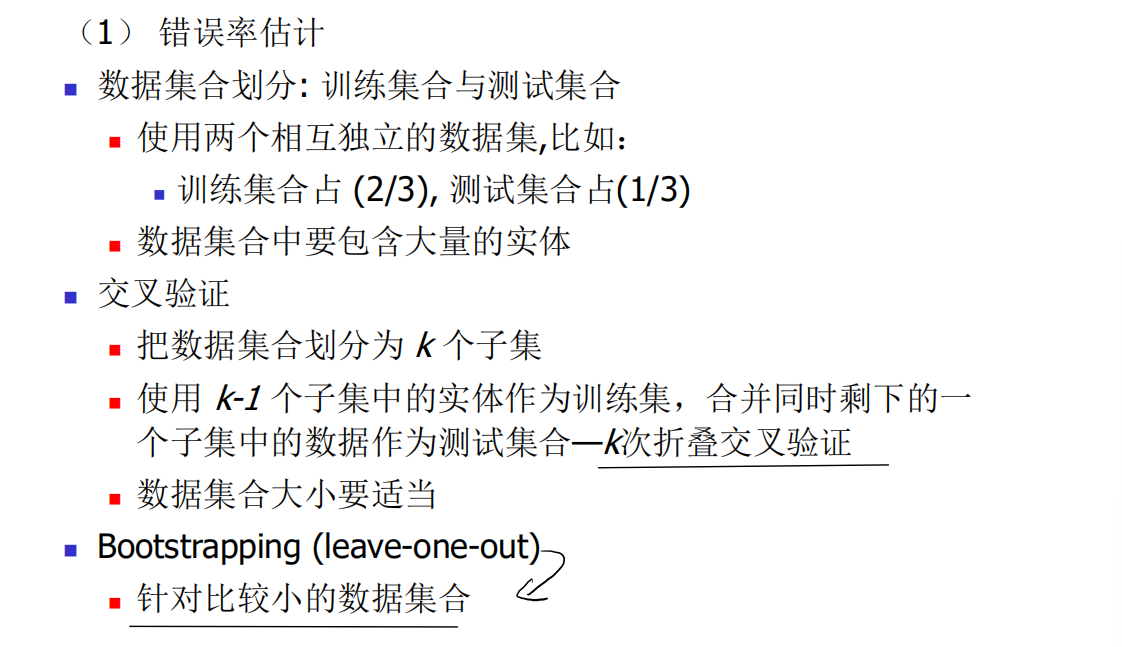 （1） 错误率估计
数据集合划分: 训练集合与测试集合
使用两个相互独立的数据集,比如：
训练集合占 (2/3), 测试集合占(1/3)
数据集合中要包含大量的实体
交叉验证
把数据集合划分为 k 个子集
使用 k-1 个子集中的实体作为训练集，合并同时剩下的一
个子集中的数据作为测试集合—k次折叠交叉验证
数据集合大小要适当
Bootstrapping (leave-one-out)
针对比较小的数据集合